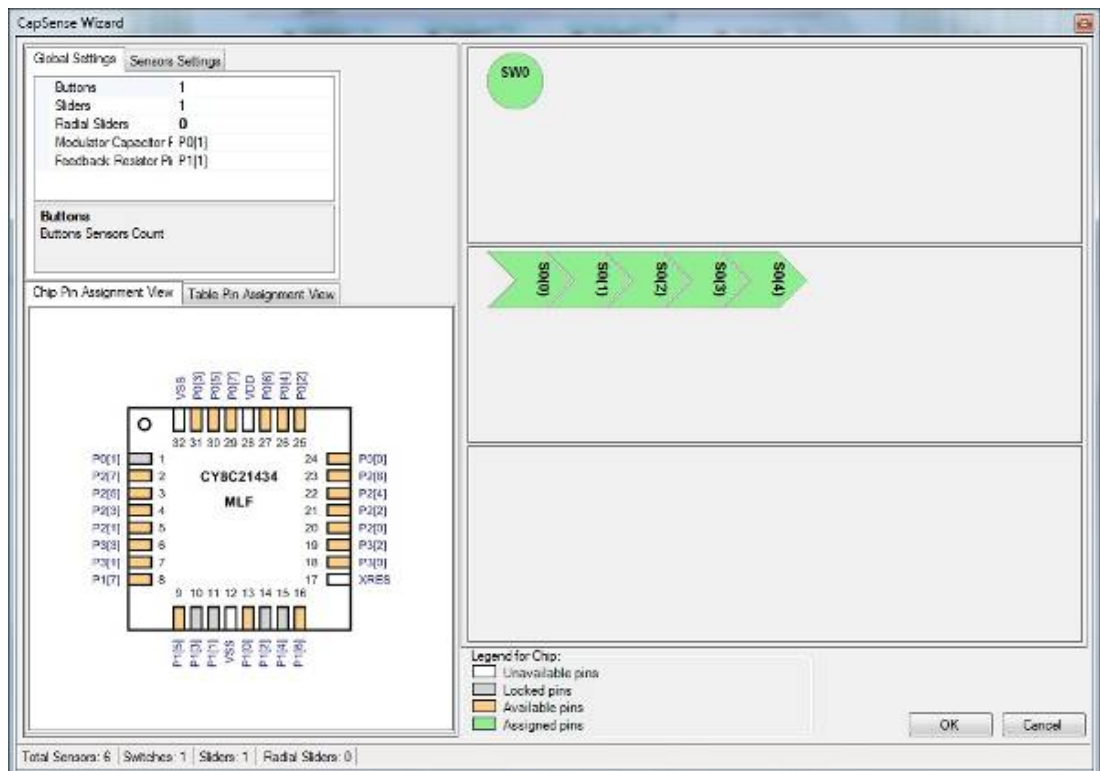 CapSense Wizard
Global Settings Sensors Settings
Buttons 1
Sliders 1
Radial Sliders 0
Modulator Capacitor F P0[1]
Feedback Resistor Pi P1[1]
Buttons
Buttons Sensors Count
Chip Pin Assignment View Table Pin Assignment View
VSS P0[3] P0[5] P0[7] VDD P0[6] P0[4] P0[2]
32 31 30 29 28 27 26 25
P0[1] 1 24 P0[0]
P2[7] 2 CY8C21434 23 P2[6]
P2[5] 3 22 P2[4]
MLF
P2[3] 4 21 P2[2]
P2[1] 5 20 P2[0]
P3[3] 6 19 P3[2]
P3[1] 7 18 P3[0]
P1[7] 8 17 XRES
9 10 11 12 13 14 15 16
P1[5] P1[3] P1[1] VSS P1[0] P1[2] P1[4] P1[6]
SW0
S0(0) S0(1) S0(2) S0(3) S0(4)
Legend for Chip:
Unavailable pins
Locked pins
Available pins
Assigned pins
OK Cancel
Total Sensors: 6 Switches: 1 Sliders: 1 Radial Sliders: 0